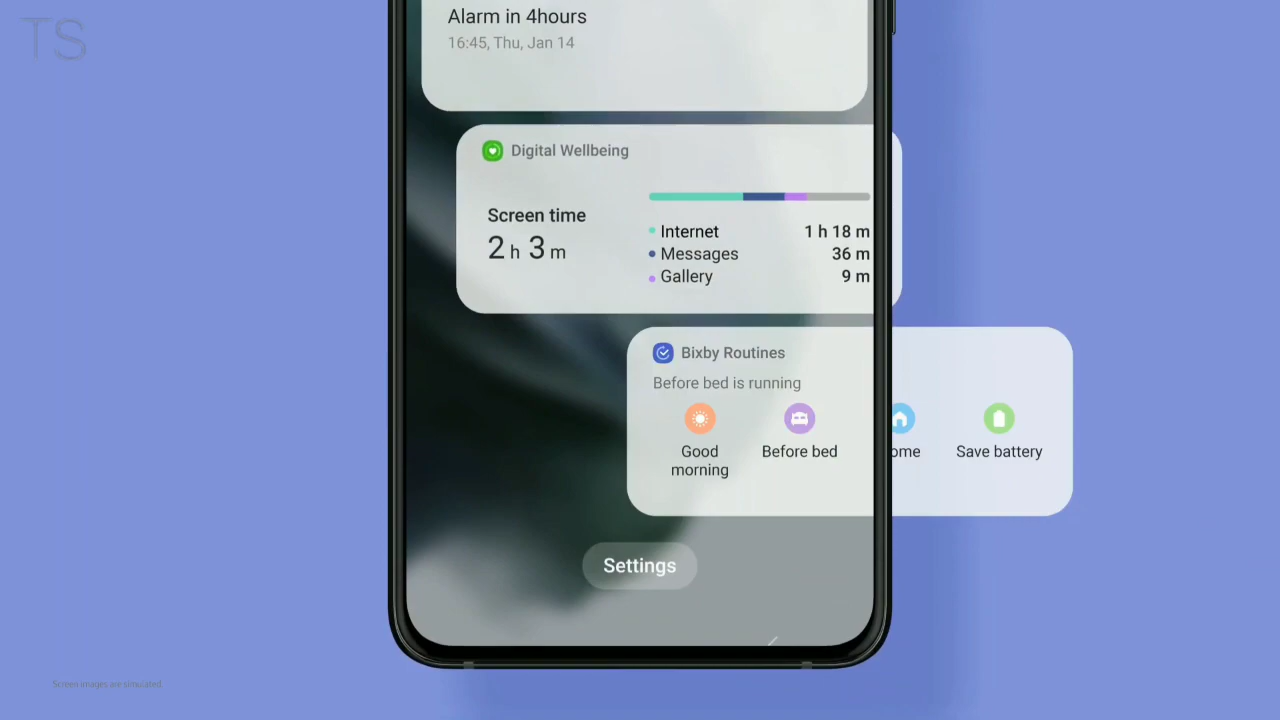 TS
Alarm in 4hours
16:45, Thu, Jan 14
Digital Wellbeing
Screen time
2 h 3 m
Internet 1 h 18 m
Messages 36 m
Gallery 9 m
Bixby Routines
Before bed is running
Good
morning
Before bed
ome
Save battery
Settings
Screen images are simulated.